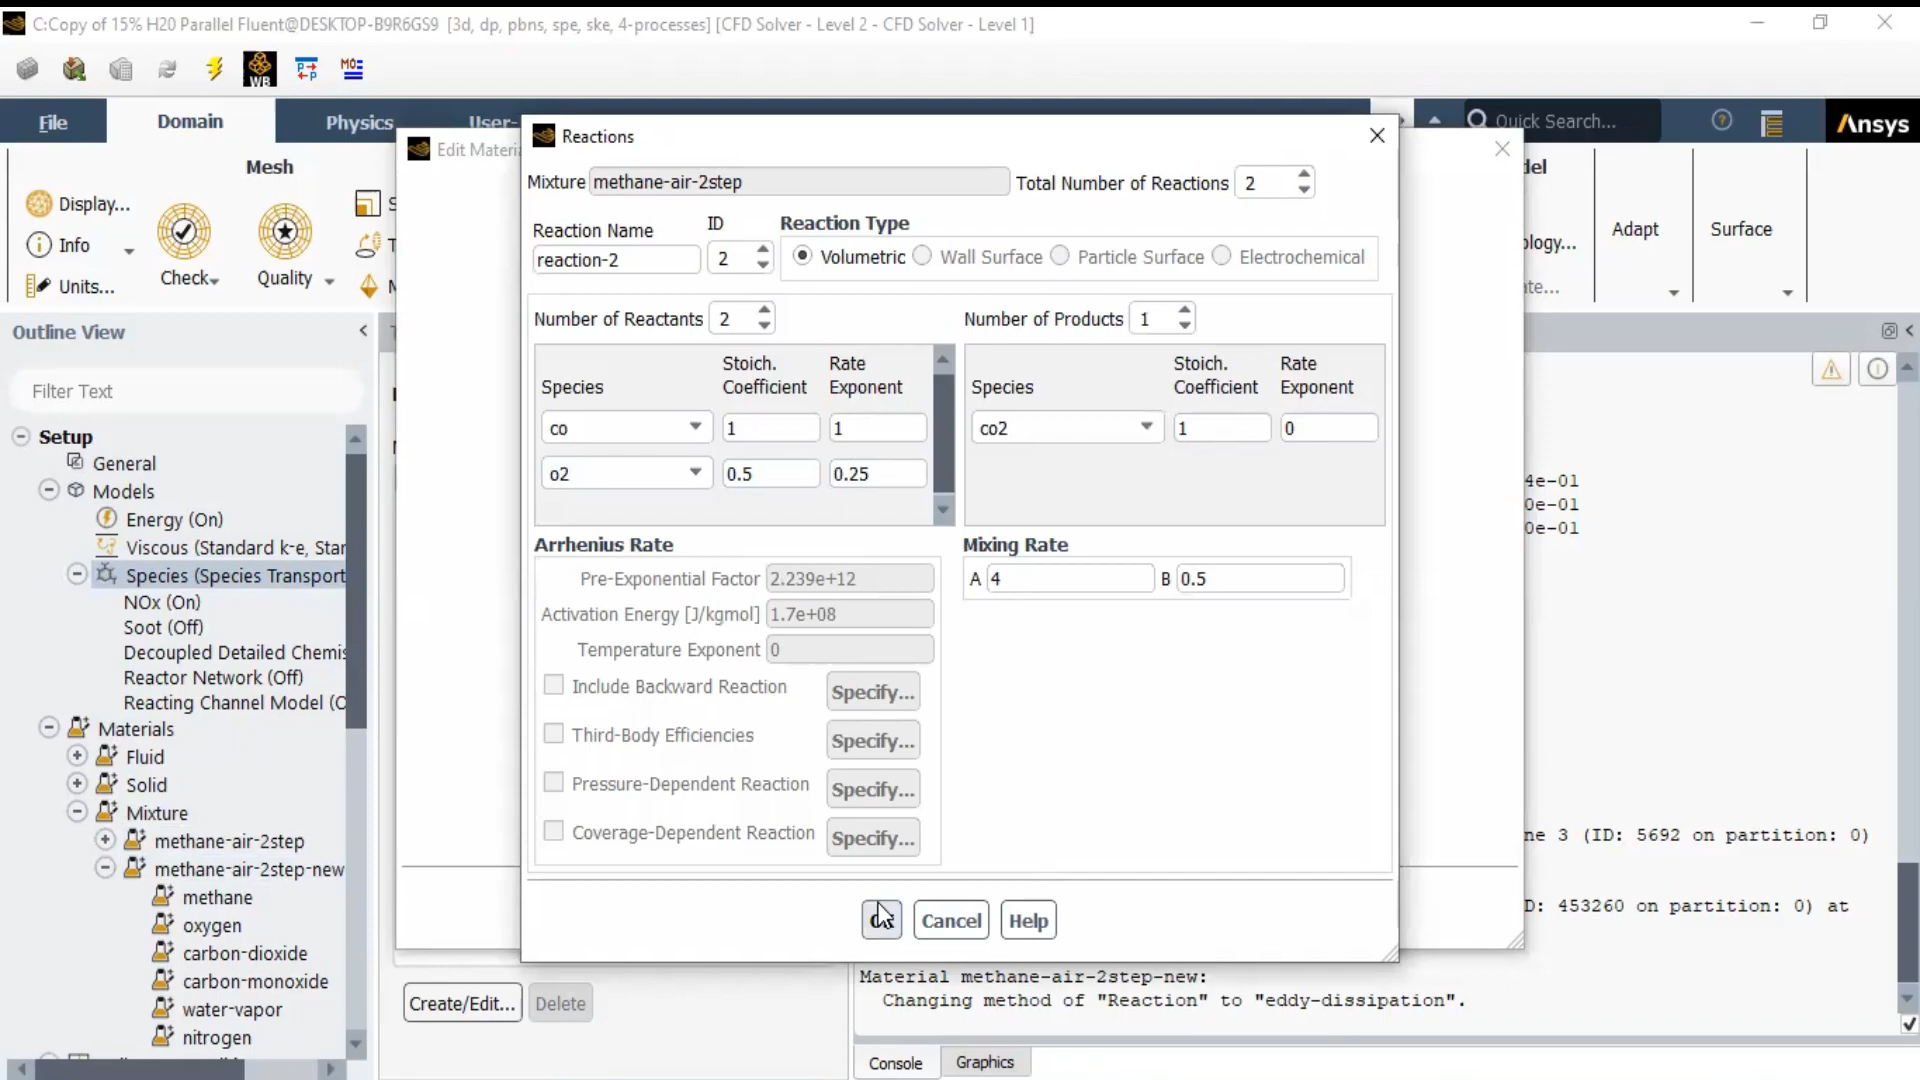 C:Copy of 15% H20 Parallel Fluent@DESKTOP-B9R6GS9 [3d, dp, pbns, spe, ske, 4-processes] [CFD Solver - Level 2 - CFD Solver - Level 1]
WB
File
Domain
Physics
User-
Quick Search...
Ansys
Mesh
Display...
Info
Units...
Check
Quality
Adapt
Surface
Edit Materi
Reactions
Mixture methane-air-2step
Total Number of Reactions 2
Reaction Name
ID
Reaction Type
reaction-2
2
Volumetric
Wall Surface
Particle Surface
Electrochemical
Number of Reactants 2
Number of Products 1
Species
Stoich. Coefficient
Rate Exponent
Species
Stoich. Coefficient
Rate Exponent
co 1 1
co2 1 0
o2 0.5 0.25
Arrhenius Rate
Mixing Rate
Pre-Exponential Factor 2.239e+12
A 4 B 0.5
Activation Energy [J/kgmol] 1.7e+08
Temperature Exponent 0
Include Backward Reaction Specify...
Third-Body Efficiencies Specify...
Pressure-Dependent Reaction Specify...
Coverage-Dependent Reaction Specify...
Cancel
Help
Outline View
Filter Text
Setup
General
Models
Energy (On)
Viscous (Standard k-e, Star
Species (Species Transport
NOx (On)
Soot (Off)
Decoupled Detailed Chemis
Reactor Network (Off)
Reacting Channel Model (O
Materials
Fluid
Solid
Mixture
methane-air-2step
methane-air-2step-new
methane
oxygen
carbon-dioxide
carbon-monoxide
water-vapor
nitrogen
Create/Edit...
Delete
4e-01
0e-01
0e-01
ne 3 (ID: 5692 on partition: 0)
D: 453260 on partition: 0) at
Material methane-air-2step-new:
Changing method of "Reaction" to "eddy-dissipation".
Console
Graphics